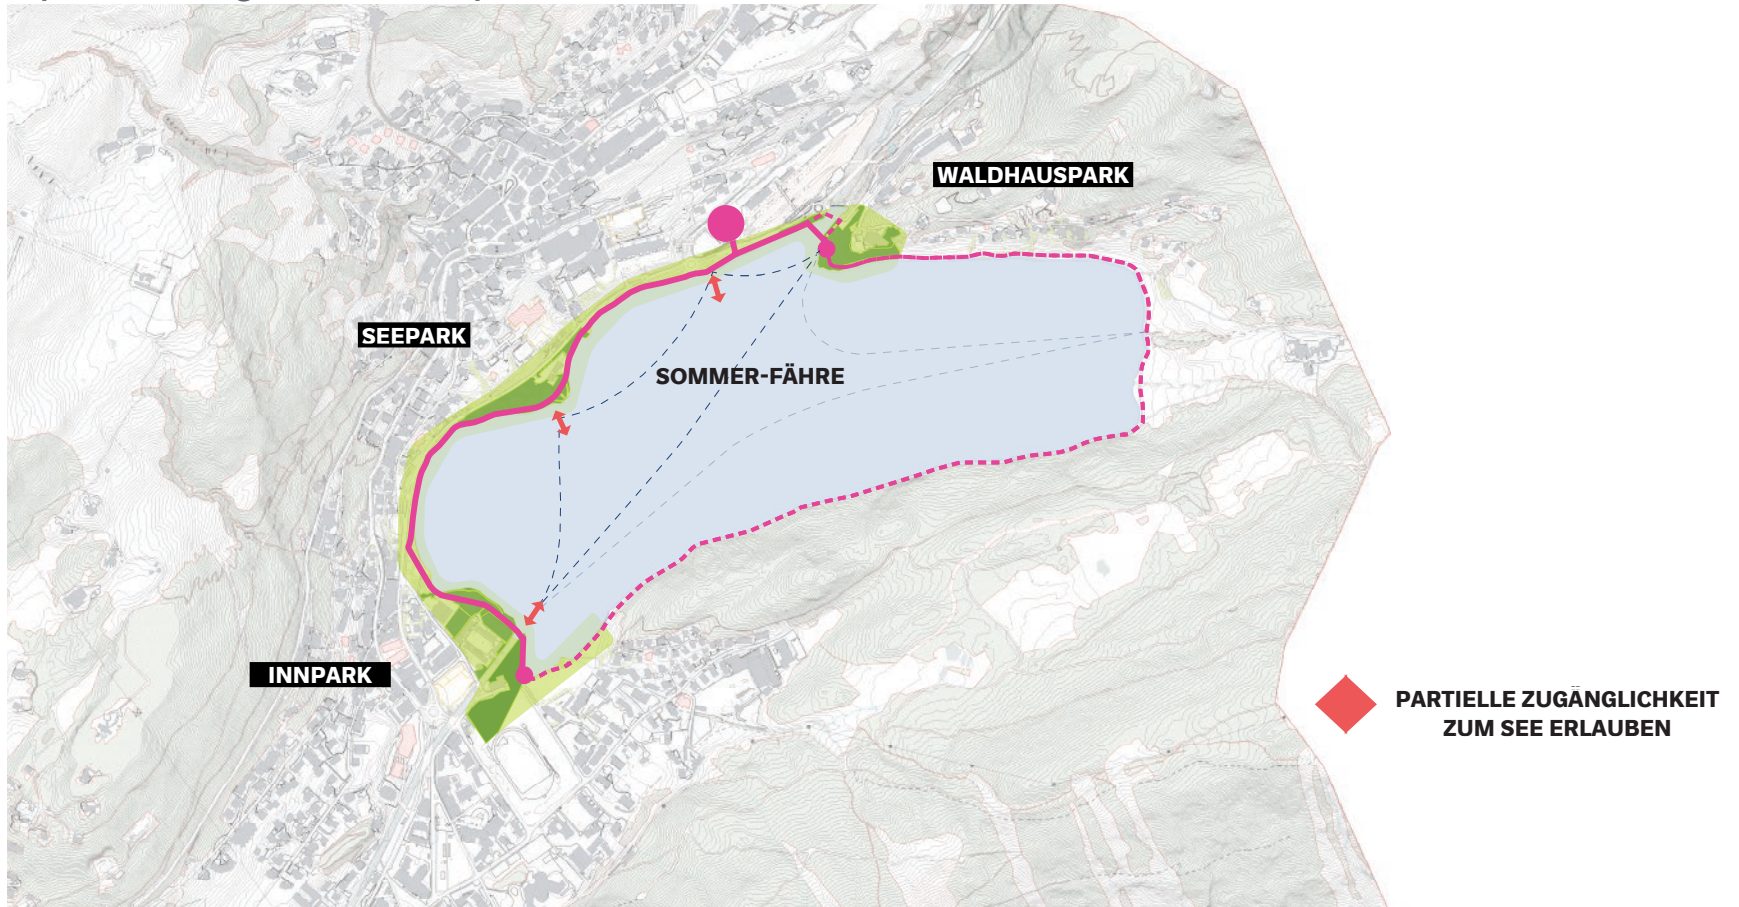 WALDHAUSPARK
SEEPARK
SOMMER-FÄHRE
INNPARK
PARTIELLE ZUGÄNGLICHKEIT
ZUM SEE ERLAUBEN